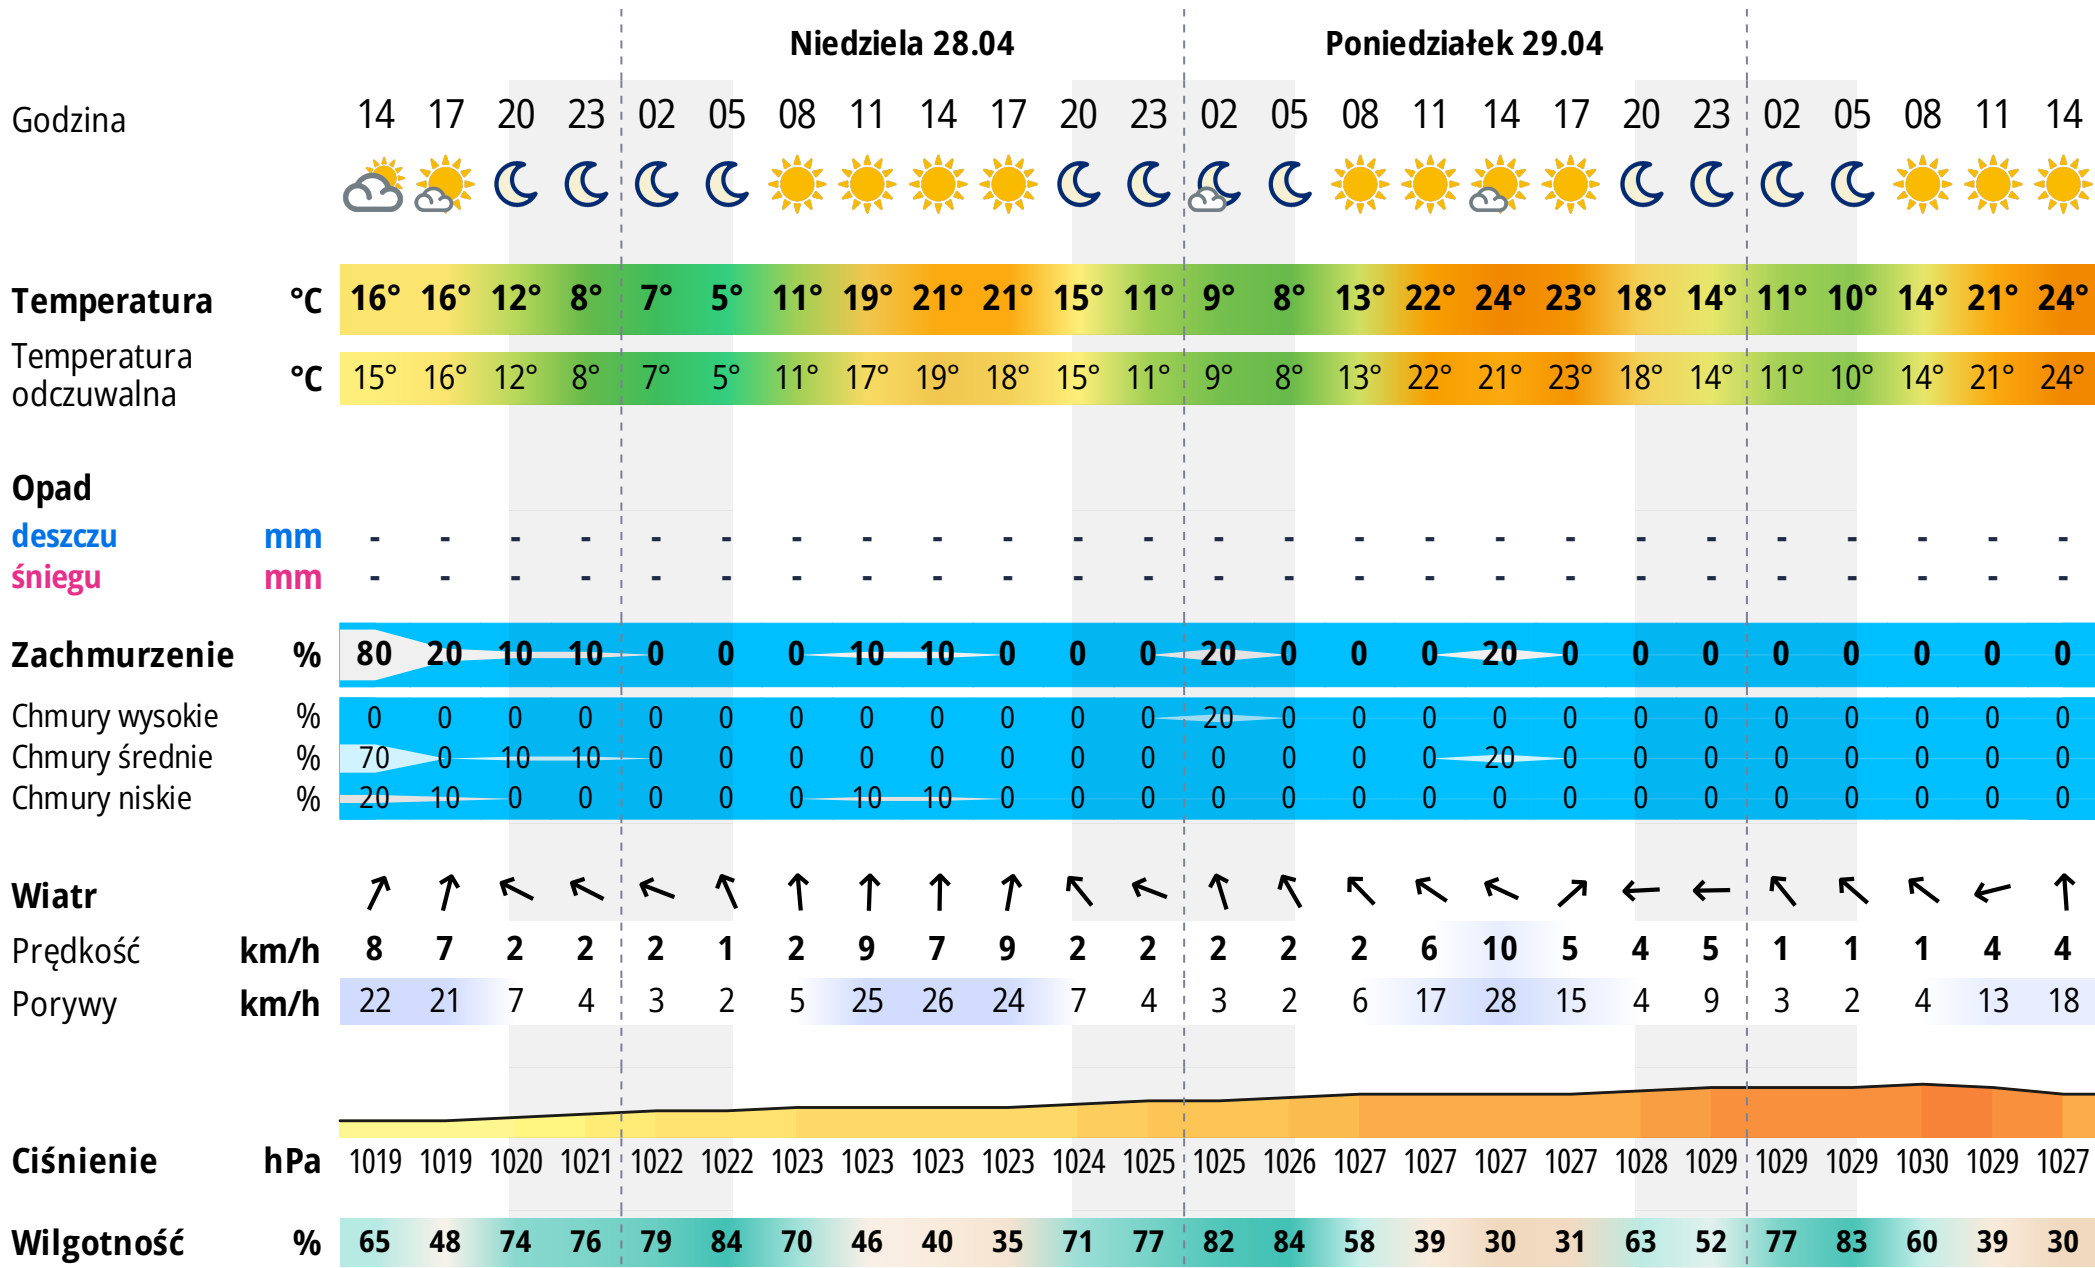 Niedziela 28.04 Poniedziałek 29.04
Godzina 14 17 20 23 02 05 08 11 14 17 20 23 02 05 08 11 14 17 20 23 02 05 08 11 14
Temperatura °C 16° 16° 12° 8° 7° 5° 11° 19° 21° 21° 15° 11° 9° 8° 13° 22° 24° 23° 18° 14° 11° 10° 14° 21° 24°
Temperatura
odczuwalna °C 15° 16° 12° 8° 7° 5° 11° 17° 19° 18° 15° 11° 9° 8° 13° 22° 21° 23° 18° 14° 11° 10° 14° 21° 24°
Opad
deszczu mm - - - - - - - - - - - - - - - - - - - - - - - - -
śniegu mm - - - - - - - - - - - - - - - - - - - - - - - - -
Zachmurzenie % 80 20 10 10 0 0 0 10 10 0 0 0 20 0 0 0 20 0 0 0 0 0 0 0 0
Chmury wysokie % 0 0 0 0 0 0 0 0 0 0 0 0 20 0 0 0 0 0 0 0 0 0 0 0 0
Chmury średnie % 70 0 10 10 0 0 0 0 0 0 0 0 0 0 0 0 20 0 0 0 0 0 0 0 0
Chmury niskie % 20 10 0 0 0 0 0 10 10 0 0 0 0 0 0 0 0 0 0 0 0 0 0 0 0
Wiatr
Prędkość km/h 8 7 2 2 2 1 2 9 7 9 2 2 2 2 2 6 10 5 4 5 1 1 1 4 4
Porywy km/h 22 21 7 4 3 2 5 25 26 24 7 4 3 2 6 17 28 15 4 9 3 2 4 13 18
Ciśnienie hPa 1019 1019 1020 1021 1022 1022 1023 1023 1023 1023 1024 1025 1025 1026 1027 1027 1027 1027 1028 1029 1029 1029 1030 1029 1027
Wilgotność % 65 48 74 76 79 84 70 46 40 35 71 77 82 84 58 39 30 31 63 52 77 83 60 39 30